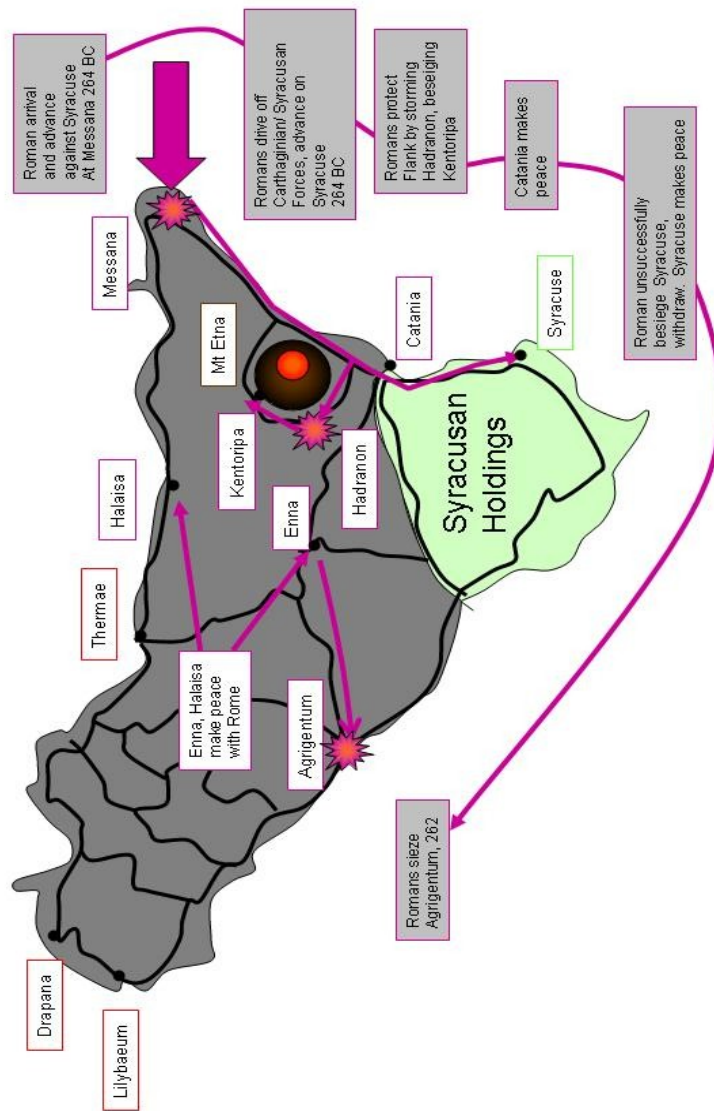 Drapana
Lilybaeum
Thermae
Halaisa
Messana
Enna, Halaisa
make peace
with Rome
Agrigentum
Enna
Kentoripa
Mt Etna
Hadranon
Catania
Syracuse
Syracusan
Holdings
Roman arrival
and advance
against Syracuse
At Messana 264 BC
Romans drive off
Carthaginian/ Syracusan
Forces, advance on
Syracuse
264 BC
Romans protect
Flank by storming
Hadranon, beseiging
Kentoripa
Catania makes
peace
Roman unsuccessfully
besiege Syracuse,
withdraw. Syracuse makes peace
Romans sieze
Agrigentum, 262